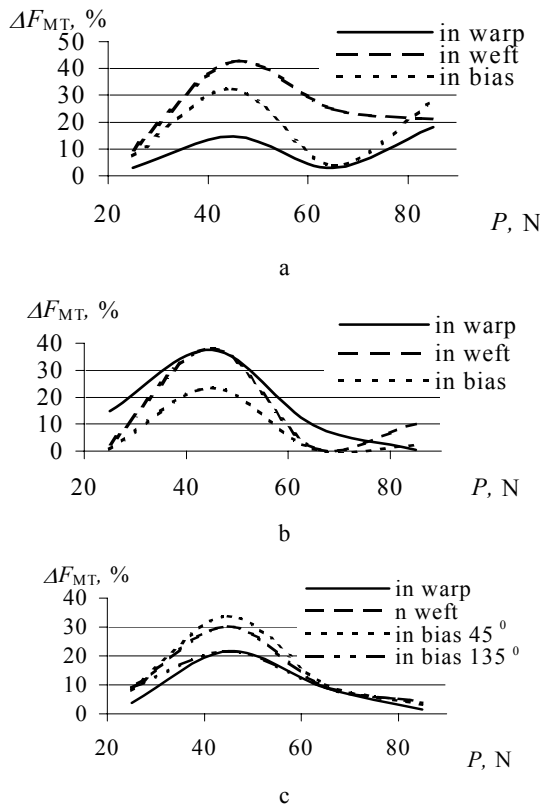 ΔF_MT, %
in warp
in weft
in bias
50
40
30
20
10
0
20 40 60 80
P, N
a
ΔF_MT, %
in warp
in weft
in bias
40
30
20
10
0
20 40 60 80
P, N
b
ΔF_MT, %
in warp
n weft
in bias 45 ⁰
in bias 135 ⁰
40
30
20
10
0
20 40 60 80
P, N
c